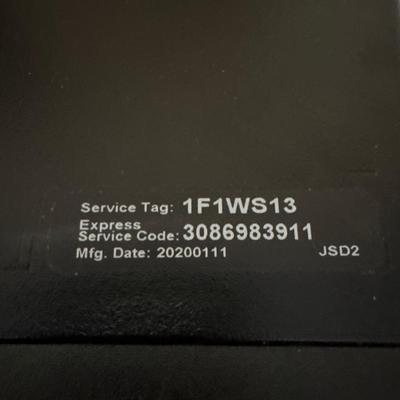 Service Tag: 1F1WS13
Express
Service Code: 3086983911
Mfg. Date: 20200111 JSD2